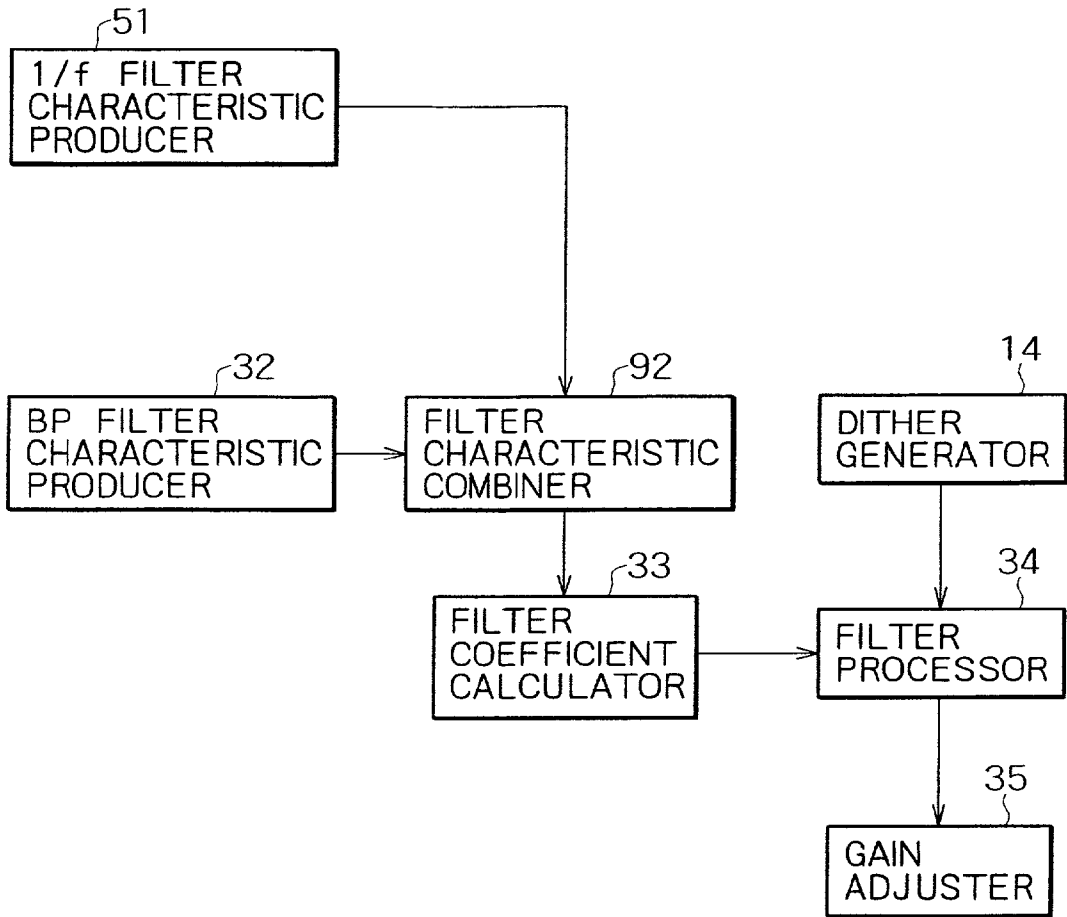 51
1/f FILTER
CHARACTERISTIC
PRODUCER
32
BP FILTER
CHARACTERISTIC
PRODUCER
92
FILTER
CHARACTERISTIC
COMBINER
14
DITHER
GENERATOR
33
FILTER
COEFFICIENT
CALCULATOR
34
FILTER
PROCESSOR
35
GAIN
ADJUSTER